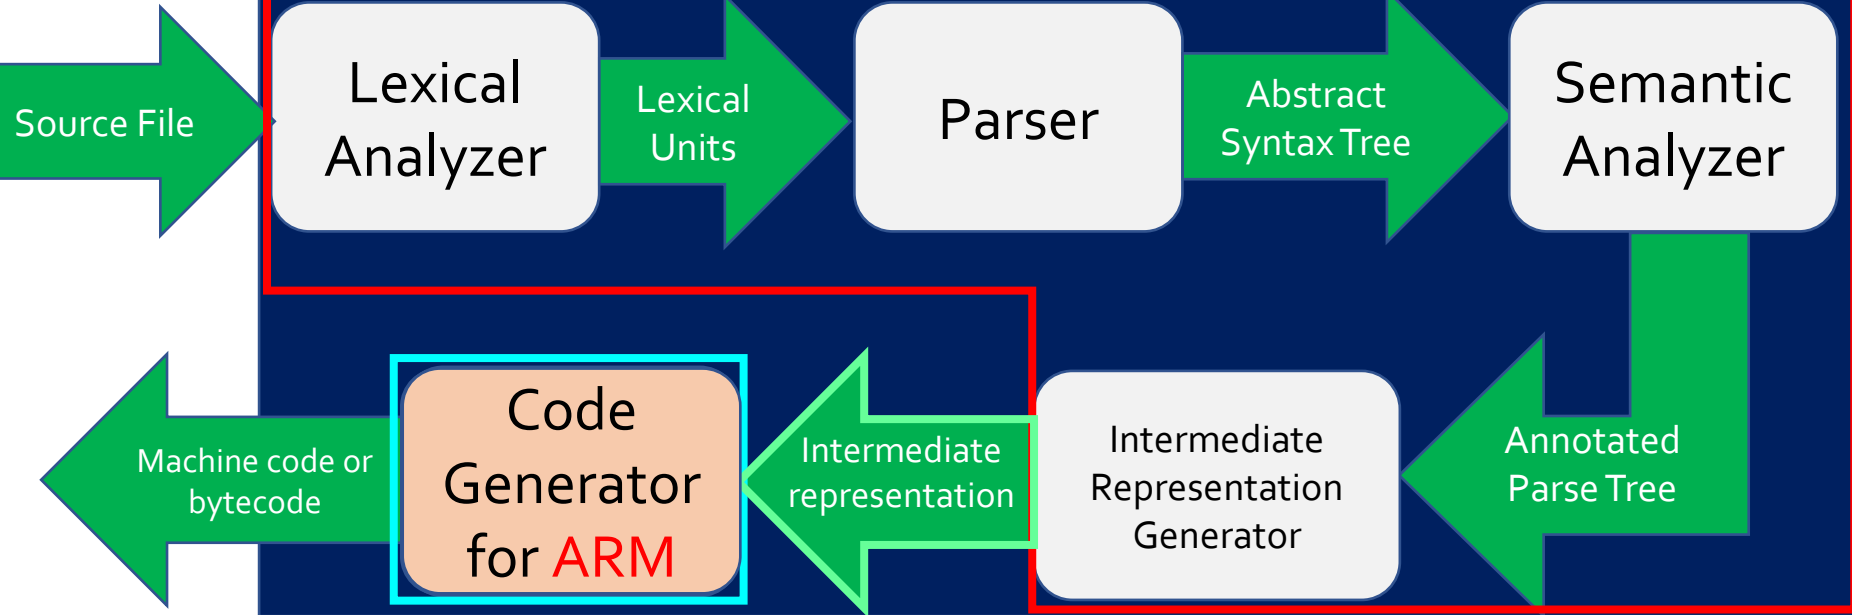 Source File
Lexical
Analyzer
Lexical
Units
Parser
Abstract
Syntax Tree
Semantic
Analyzer
Annotated
Parse Tree
Intermediate
Representation
Generator
Intermediate
representation
Code
Generator
for ARM
Machine code or
bytecode